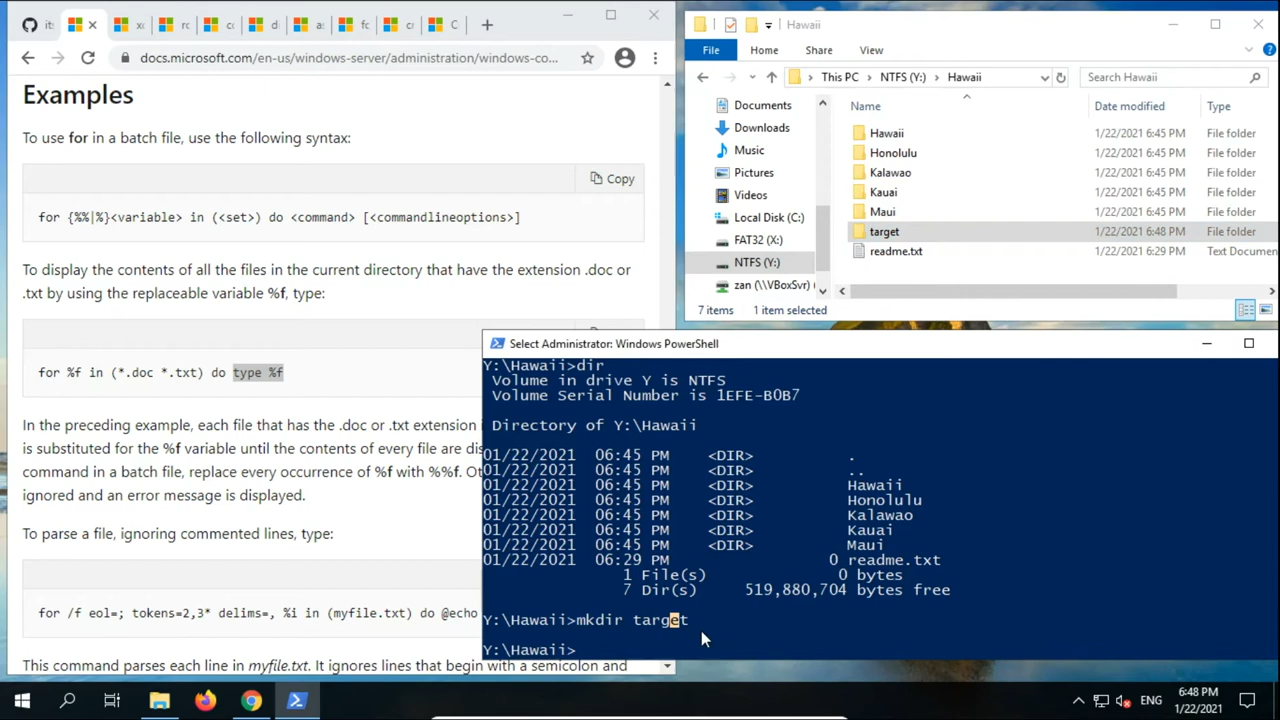 docs.microsoft.com/en-us/windows-server/administration/windows-co...
Examples
To use for in a batch file, use the following syntax:
Copy
for {%%|%}<variable> in (<set>) do <command> [<commandlineoptions>]
To display the contents of all the files in the current directory that have the extension .doc or
.txt by using the replaceable variable %f, type:
for %f in (*.doc *.txt) do type %f
In the preceding example, each file that has the .doc or .txt extension
is substituted for the %f variable until the contents of every file are
command in a batch file, replace every occurrence of %f with %%f.
ignored and an error message is displayed.
To parse a file, ignoring commented lines, type:
for /f eol=; tokens=2,3* delims=, %i in (myfile.txt) do @echo
This command parses each line in myfile.txt. It ignores lines that begin with a semicolon and
Hawaii
File Home Share View
This PC NTFS (Y:) Hawaii
Search Hawaii
Documents
Downloads
Music
Pictures
Videos
Local Disk (C:)
FAT32 (X:)
NTFS (Y:)
zan (\\VBoxSvr) (
Name Date modified Type
Hawaii 1/22/2021 6:45 PM File folder
Honolulu 1/22/2021 6:45 PM File folder
Kalawao 1/22/2021 6:45 PM File folder
Kauai 1/22/2021 6:45 PM File folder
Maui 1/22/2021 6:45 PM File folder
target 1/22/2021 6:48 PM File folder
readme.txt 1/22/2021 6:29 PM Text Documen
7 items 1 item selected
Select Administrator: Windows PowerShell
Y:\Hawaii>dir
Volume in drive Y is NTFS
Volume Serial Number is 1EFE-B0B7
Directory of Y:\Hawaii
01/22/2021 06:45 PM <DIR> .
01/22/2021 06:45 PM <DIR> ..
01/22/2021 06:45 PM <DIR> Hawaii
01/22/2021 06:45 PM <DIR> Honolulu
01/22/2021 06:45 PM <DIR> Kalawao
01/22/2021 06:45 PM <DIR> Kauai
01/22/2021 06:45 PM <DIR> Maui
01/22/2021 06:29 PM 0 readme.txt
1 File(s) 0 bytes
7 Dir(s) 519,880,704 bytes free
Y:\Hawaii>mkdir target
Y:\Hawaii>
ENG
6:48 PM
1/22/2021